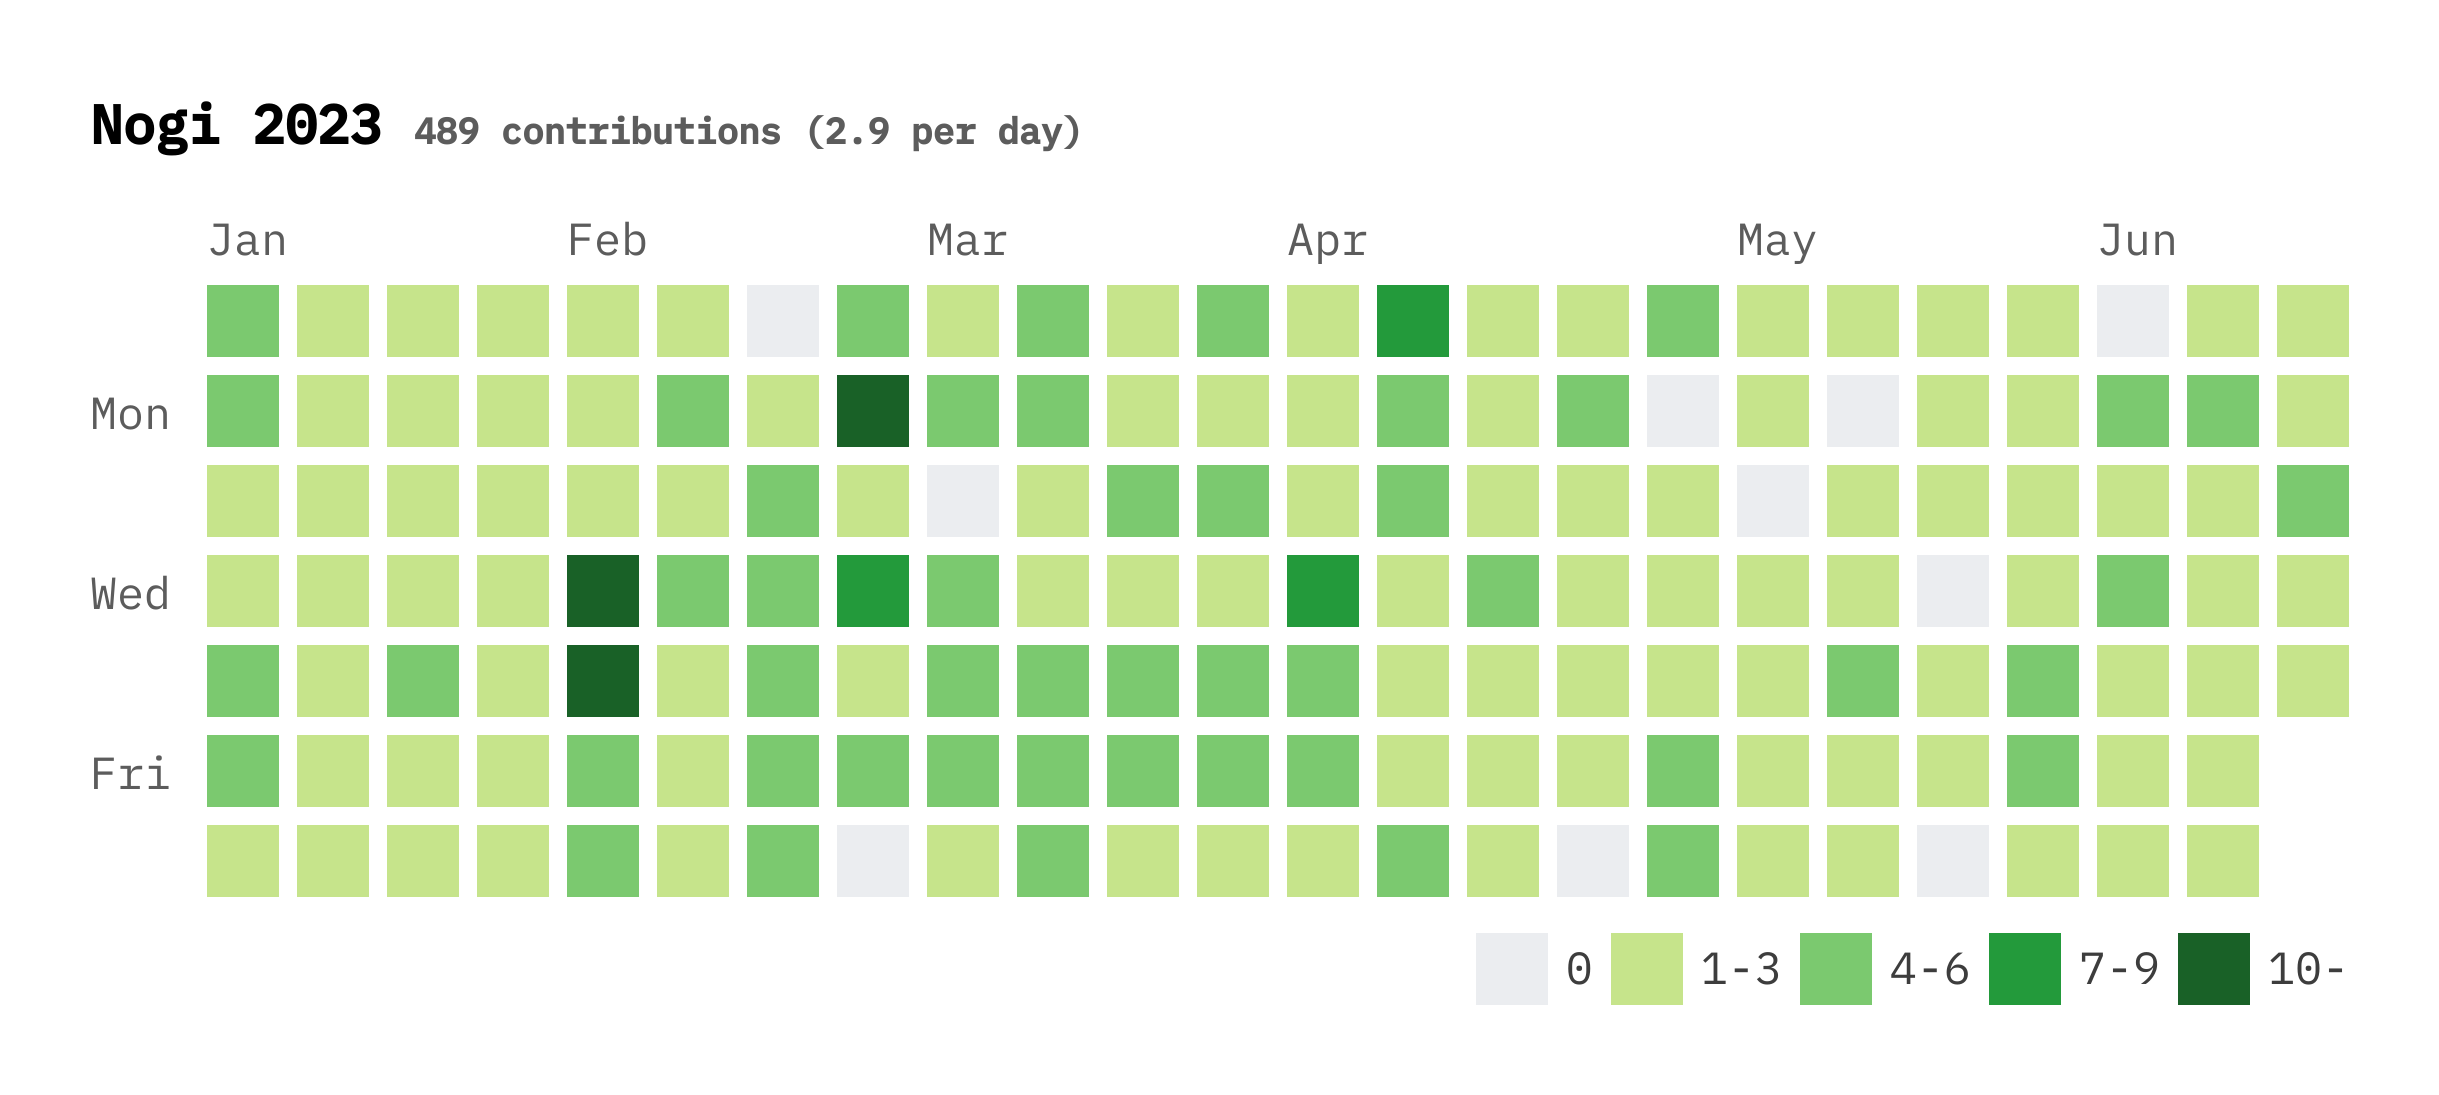 Nogi 2023 489 contributions (2.9 per day)
Jan Feb Mar Apr May Jun
Mon
Wed
Fri
0 1-3 4-6 7-9 10-